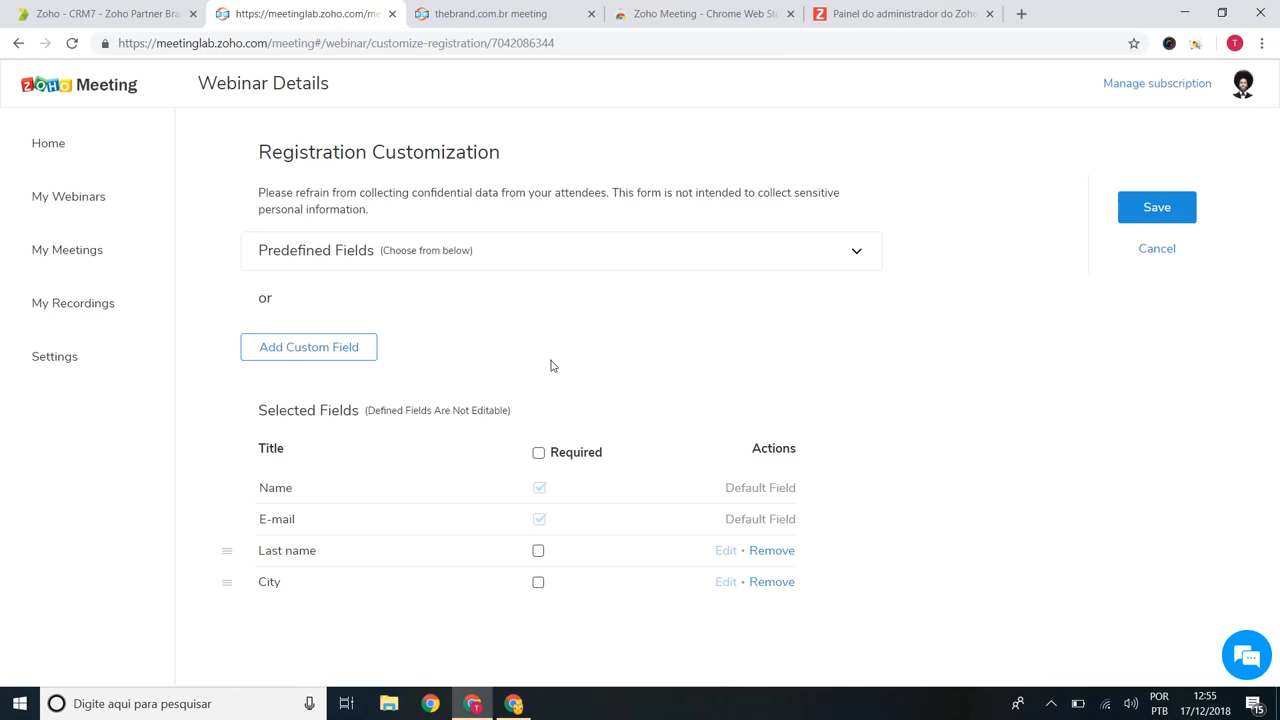 Zoho - CRM7 - Zoho Partner Bra
https://meetinglab.zoho.com/me
thebrand.com.br meeting
Zoho Meeting - Chrome Web Sto
Painel do administrador do Zoho
https://meetinglab.zoho.com/meeting#/webinar/customize-registration/7042086344
T
ZOHO Meeting
Webinar Details
Manage subscription
Home
My Webinars
My Meetings
My Recordings
Settings
Registration Customization
Please refrain from collecting confidential data from your attendees. This form is not intended to collect sensitive
personal information.
Save
Cancel
Predefined Fields (Choose from below)
or
Add Custom Field
Selected Fields (Defined Fields Are Not Editable)
Title Required Actions
Name Default Field
E-mail Default Field
Last name Edit • Remove
City Edit • Remove
Digite aqui para pesquisar
POR
PTB
12:55
17/12/2018
15